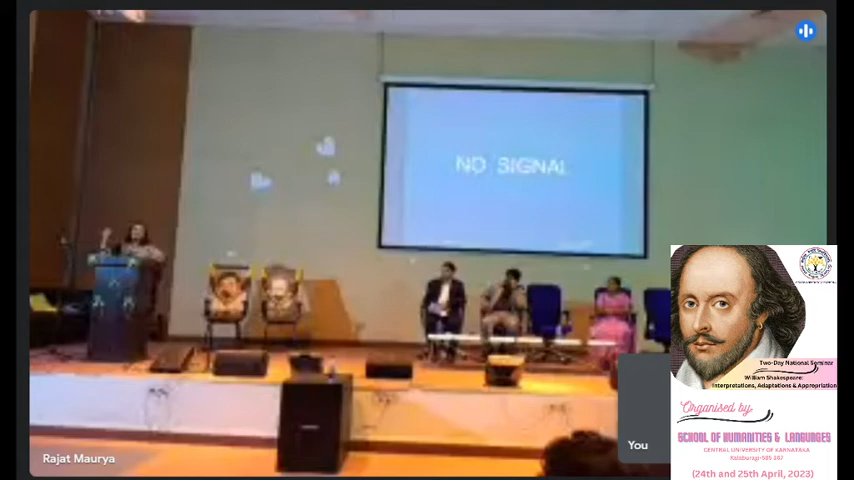 NO SIGNAL
Rajat Maurya
You
Two-Day National Seminar
William Shakespeare:
Interpretations, Adaptations & Appropriation
Organised by
SCHOOL OF HUMANITIES & LANGUAGES
CENTRAL UNIVERSITY OF KARNATAKA
(24th and 25th April, 2023)